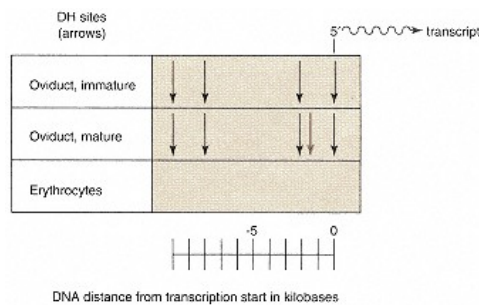 DH sites
(arrows)
5' transcript
Oviduct, immature
Oviduct, mature
Erythrocytes
-5 0
DNA distance from transcription start in kilobases